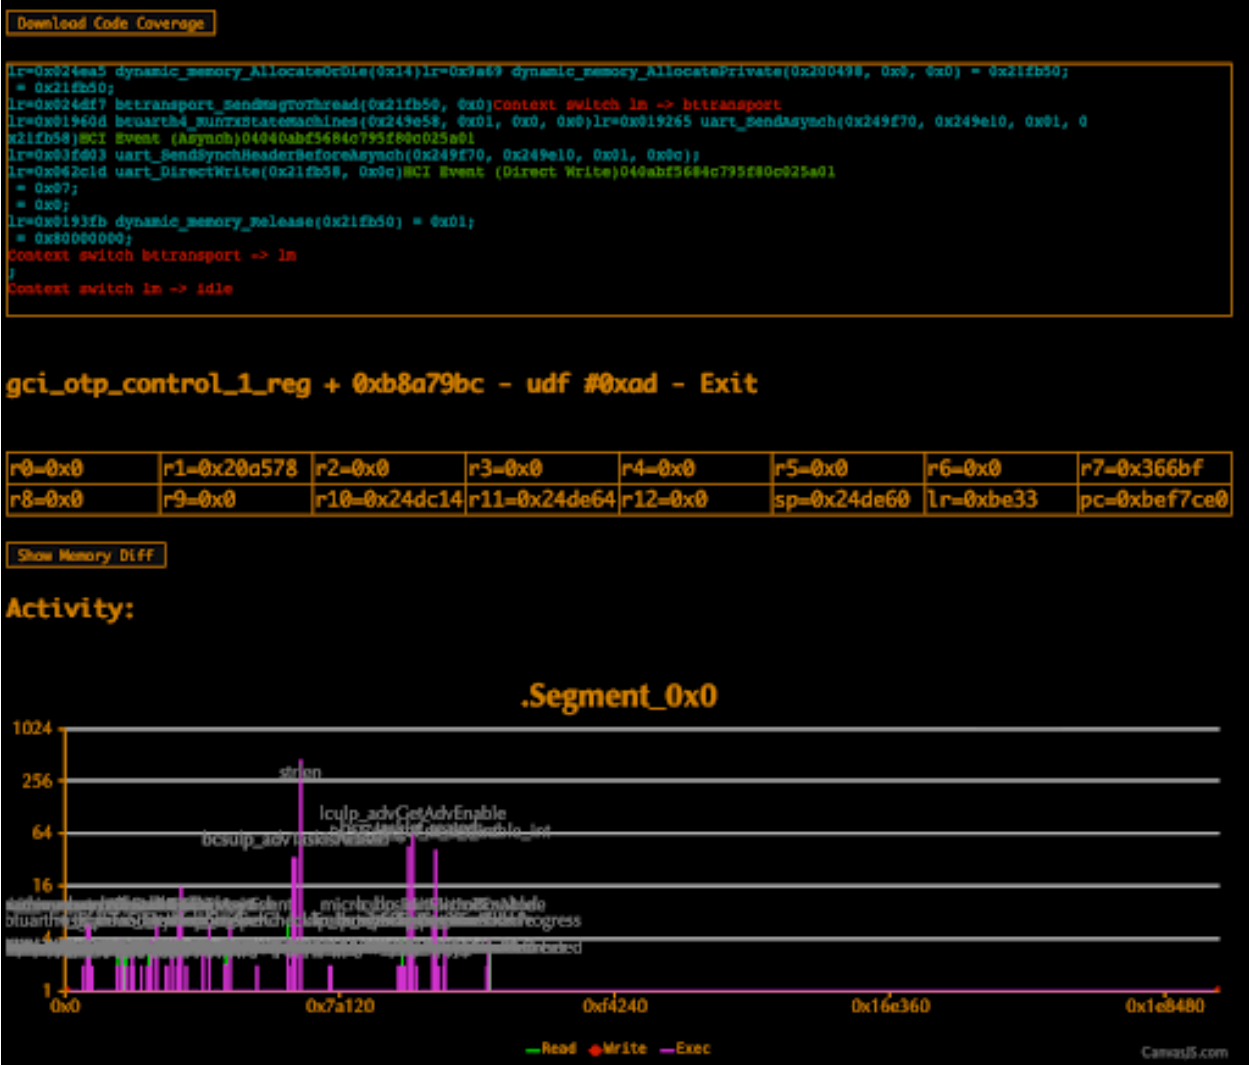 Download Code Coverage
lr=0x024ea5 dynamic_memory_AllocateOrDie(0x14)lr=0x9a69 dynamic_memory_AllocatePrivate(0x200498, 0x0, 0x0) = 0x21fb50;
= 0x21fb50;
lr=0x024df7 bttransport_SendMsgToThread(0x21fb50, 0x0)Context switch lm -> bttransport
lr=0x01960d btuarth4_RunTxStateMachines(0x249e58, 0x01, 0x0, 0x0)lr=0x019265 uart_SendAsynch(0x249f70, 0x249e10, 0x01, 0
x21fb58)HCI Event (Asynch)04040abf5684c795f80c025a01
lr=0x03fd03 uart_SendSynchHeaderBeforeAsynch(0x249f70, 0x249e10, 0x01, 0x0c);
lr=0x062c1d uart_DirectWrite(0x21fb58, 0x0c)HCI Event (Direct Write)040abf5684c795f80c025a01
= 0x07;
= 0x0;
lr=0x0193fb dynamic_memory_Release(0x21fb50) = 0x01;
= 0x80000000;
Context switch bttransport -> lm
;
Context switch lm -> idle
gci_otp_control_1_reg + 0xb8a79bc - udf #0xad - Exit
r0=0x0 r1=0x20a578 r2=0x0 r3=0x0 r4=0x0 r5=0x0 r6=0x0 r7=0x366bf
r8=0x0 r9=0x0 r10=0x24dc14 r11=0x24de64 r12=0x0 sp=0x24de60 lr=0xbe33 pc=0xbef7ce0
Show Memory Diff
Activity:
.Segment_0x0
1024
256
strlen
lculp_advGetAdvEnable
64
16
4
1
0x0 0x7a120 0xf4240 0x16e360 0x1e8480
Read Write Exec
CanvasJS.com